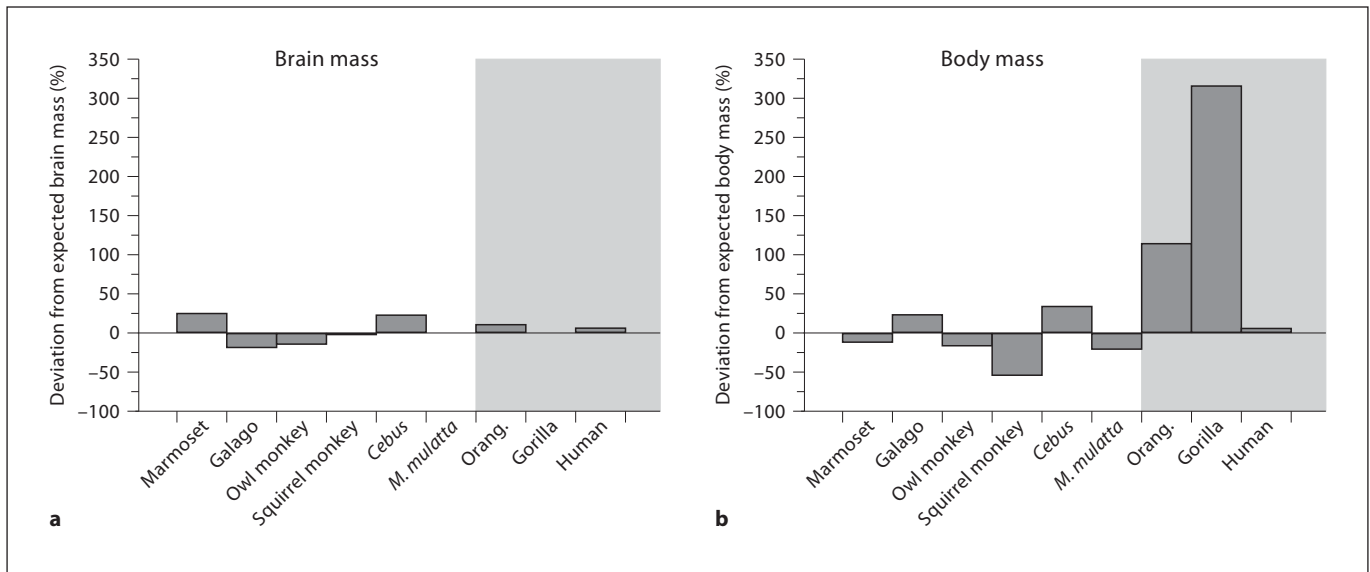 Brain mass
Deviation from expected brain mass (%)
350
300
250
200
150
100
50
0
–50
–100
Marmoset
Galago
Owl monkey
Squirrel monkey
Cebus
M. mulatta
Orang.
Gorilla
Human
a
Body mass
Deviation from expected body mass (%)
350
300
250
200
150
100
50
0
–50
–100
Marmoset
Galago
Owl monkey
Squirrel monkey
Cebus
M. mulatta
Orang.
Gorilla
Human
b